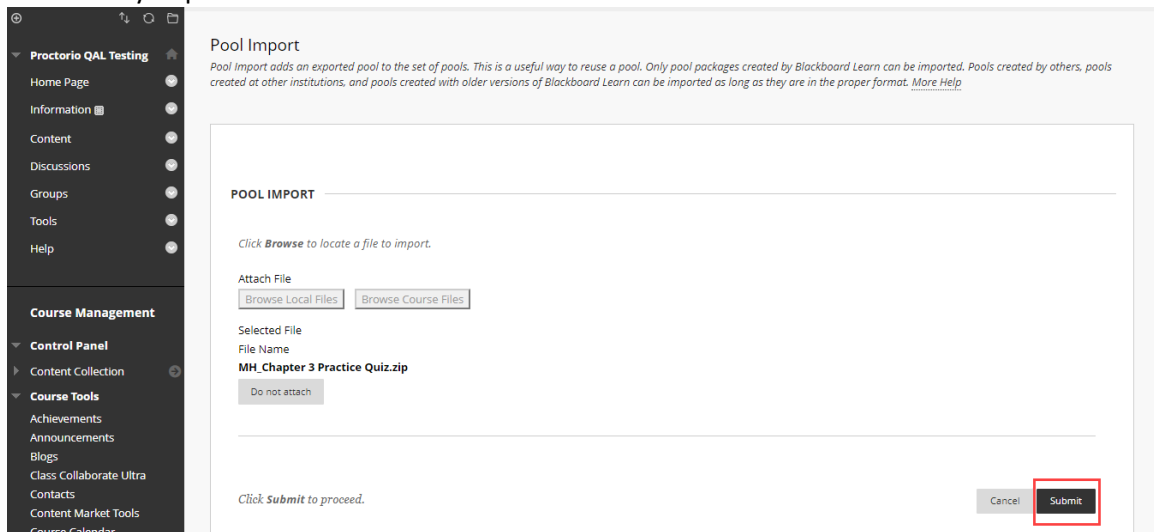 Proctorio QAL Testing
Home Page
Information
Content
Discussions
Groups
Tools
Help
Course Management
Control Panel
Content Collection
Course Tools
Achievements
Announcements
Blogs
Class Collaborate Ultra
Contacts
Content Market Tools
Course Calendar
Pool Import
Pool Import adds an exported pool to the set of pools. This is a useful way to reuse a pool. Only pool packages created by Blackboard Learn can be imported. Pools created by others, pools
created at other institutions, and pools created with older versions of Blackboard Learn can be imported as long as they are in the proper format. More Help
POOL IMPORT
Click Browse to locate a file to import.
Attach File
Browse Local Files Browse Course Files
Selected File
File Name
MH_Chapter 3 Practice Quiz.zip
Do not attach
Click Submit to proceed.
Cancel Submit